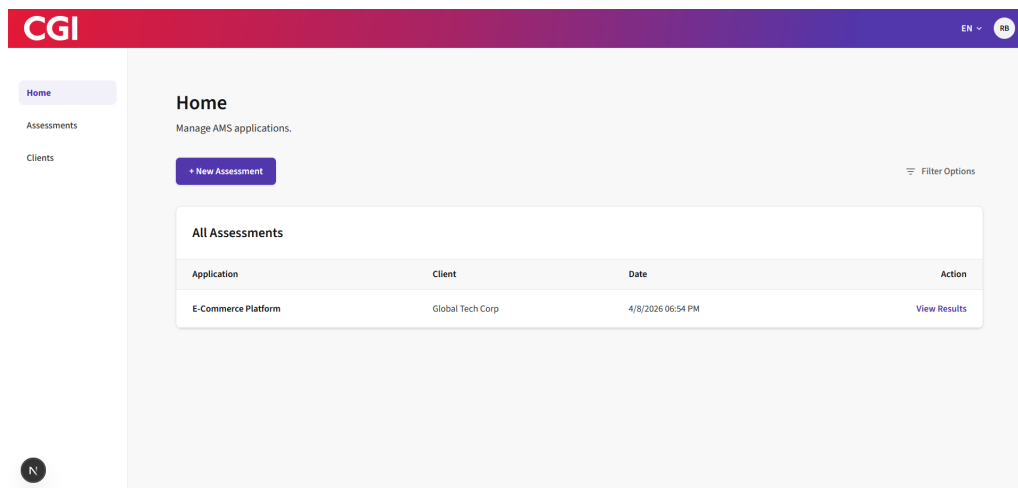 CGI
EN
RB
Home
Assessments
Clients
Home
Manage AMS applications.
+ New Assessment
Filter Options
All Assessments
Application Client Date Action
E-Commerce Platform Global Tech Corp 4/8/2026 06:54 PM View Results
N